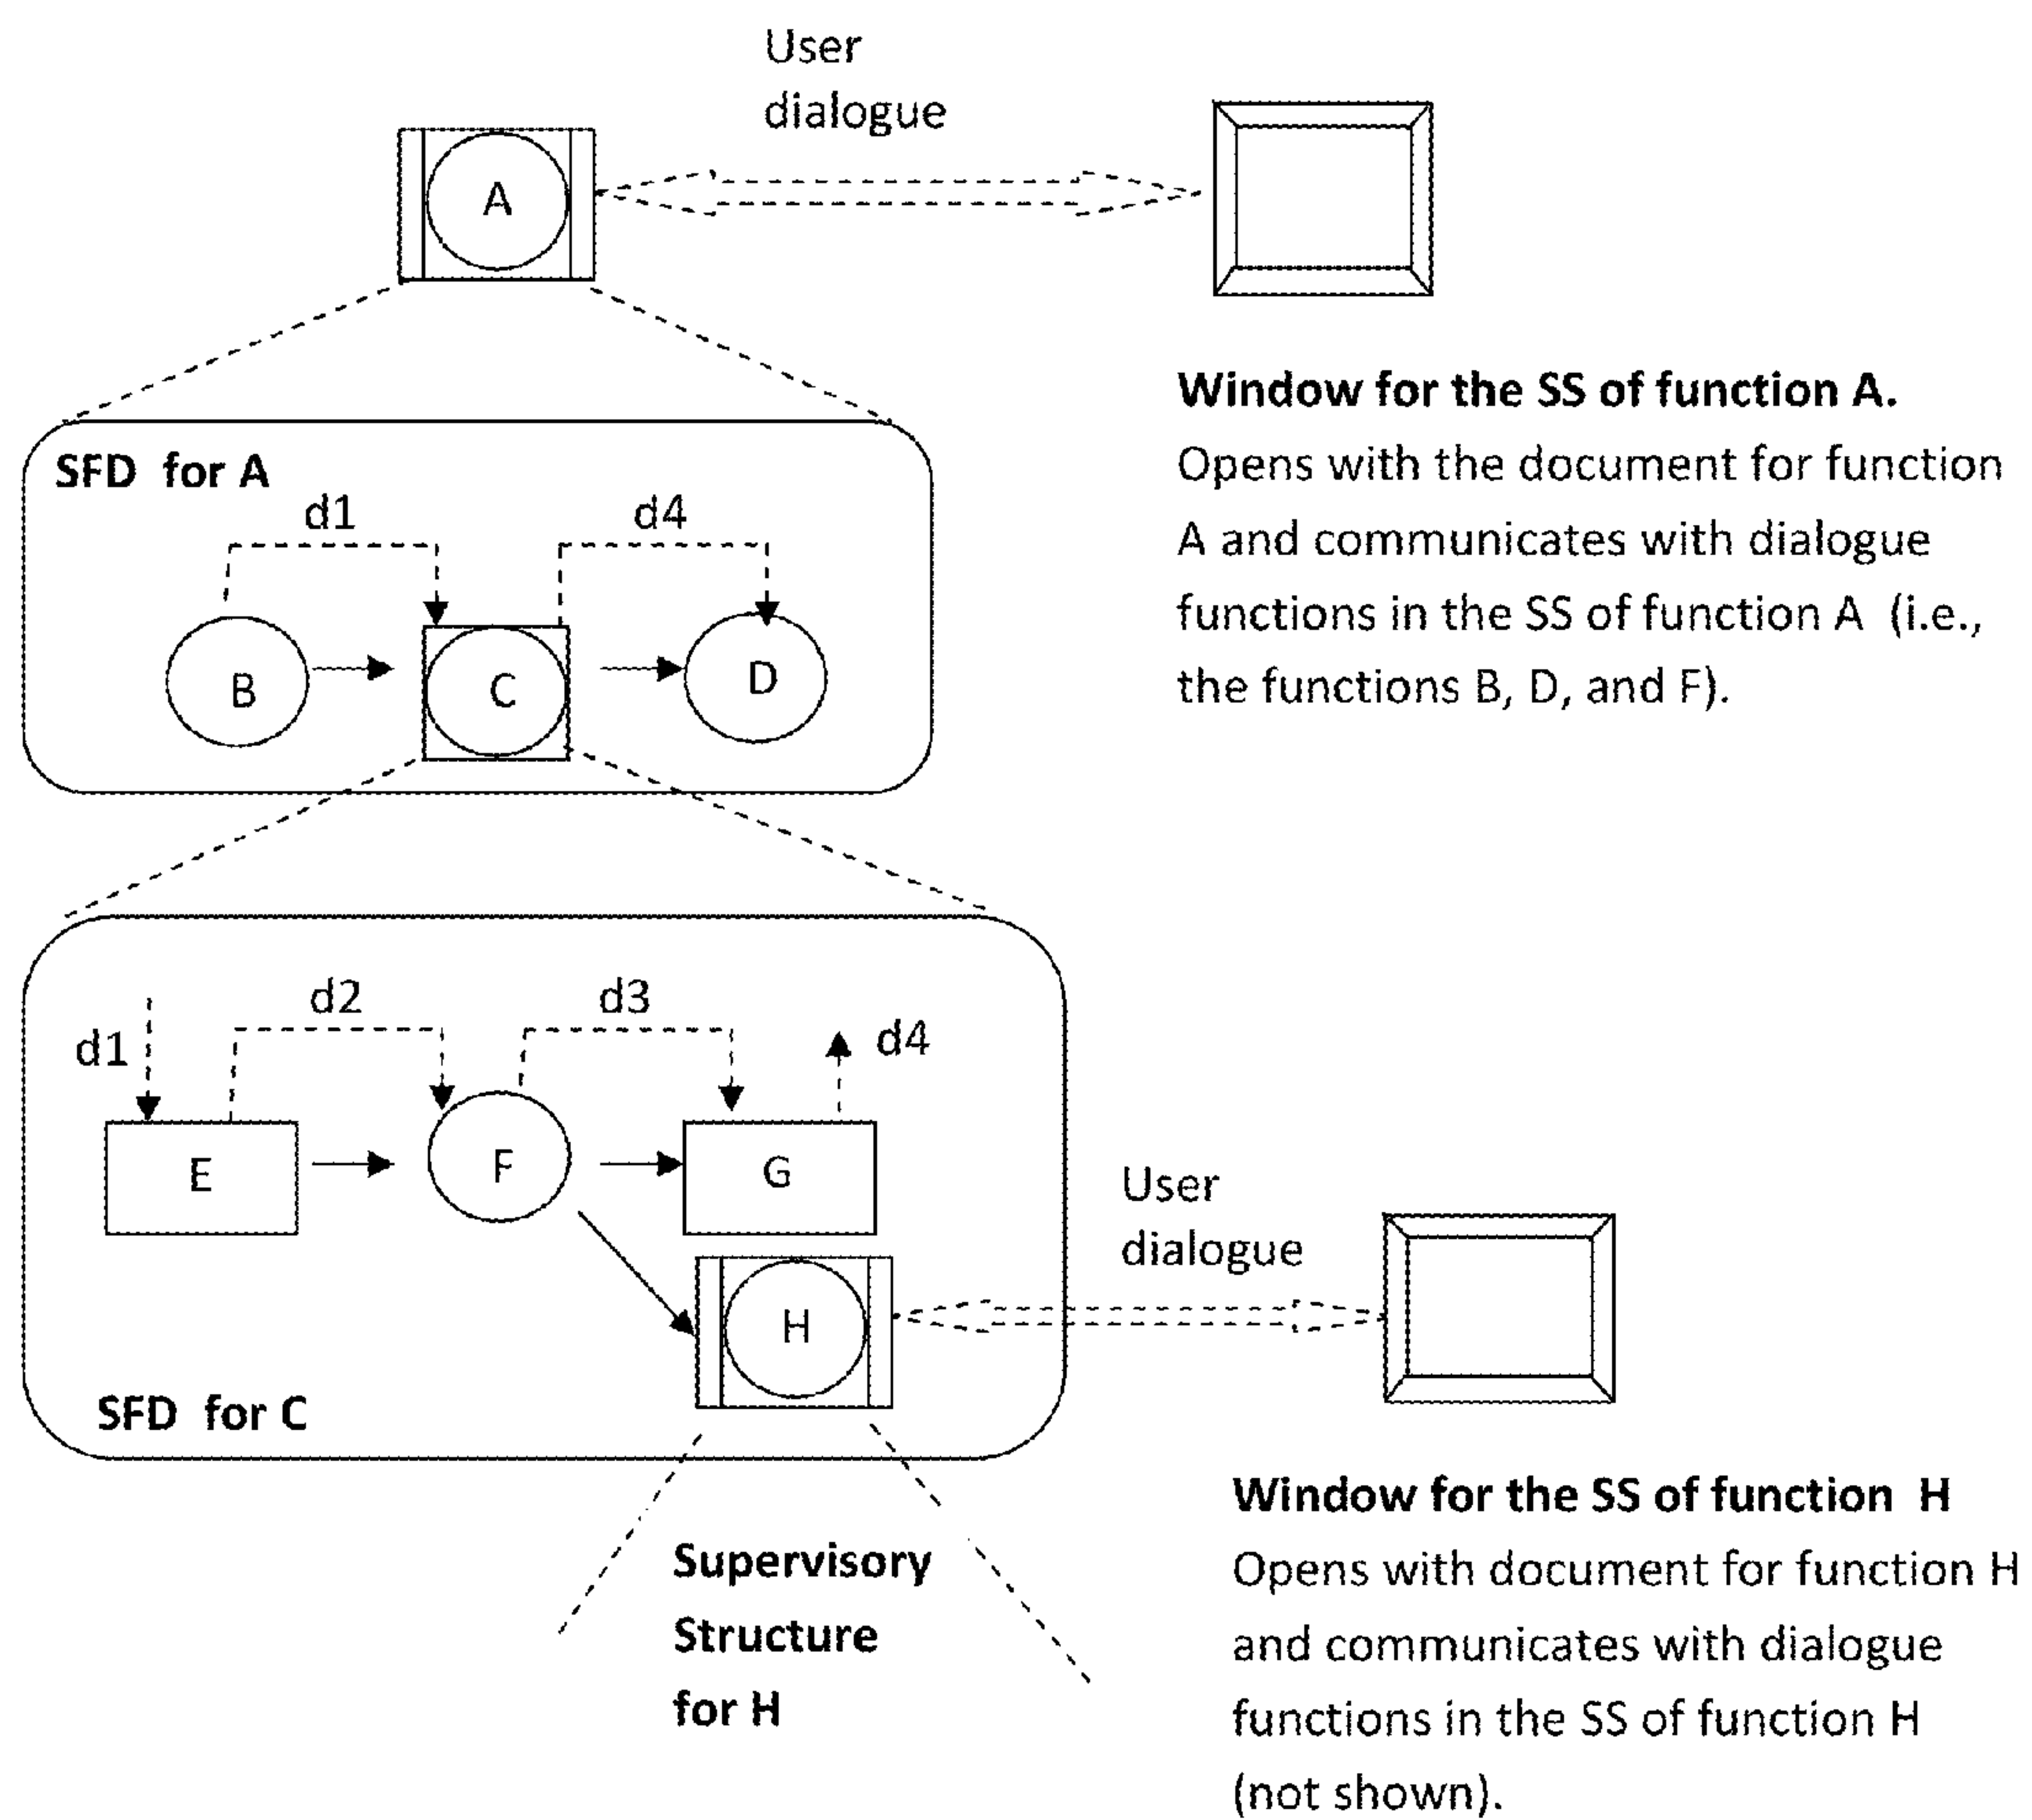 User
dialogue
A
Window for the SS of function A.
Opens with the document for function
A and communicates with dialogue
functions in the SS of function A (i.e.,
the functions B, D, and F).
SFD for A
d1
d4
B
C
D
d1
d2
d3
d4
E
F
G
H
SFD for C
User
dialogue
Supervisory
Structure
for H
Window for the SS of function H
Opens with document for function H
and communicates with dialogue
functions in the SS of function H
(not shown).